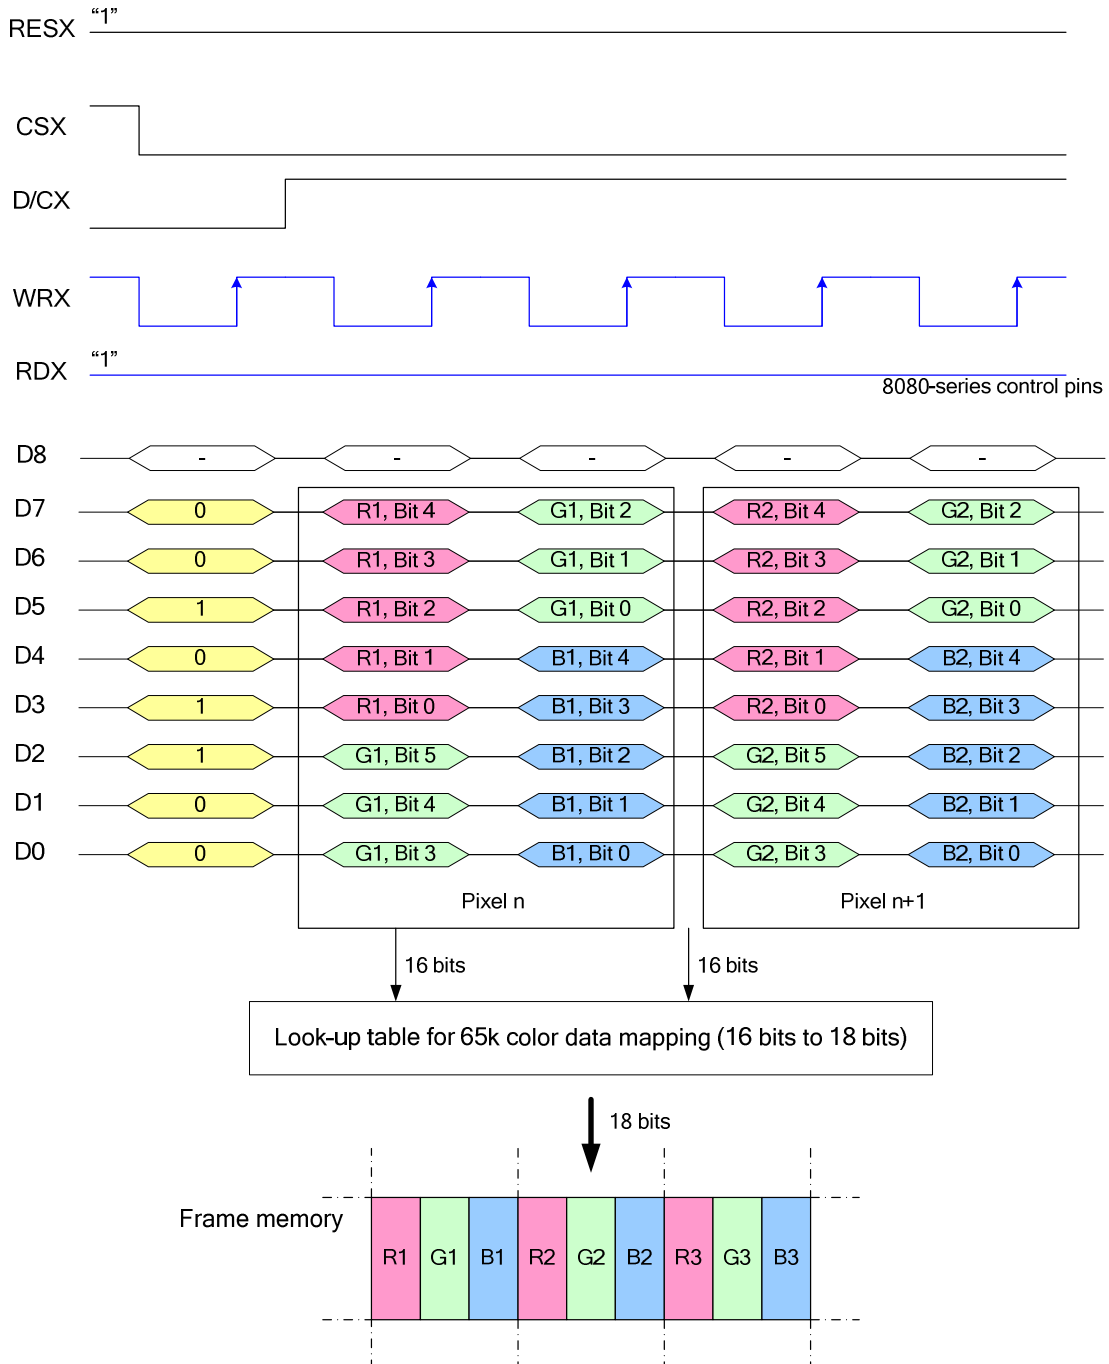 RESX “1”
CSX
D/CX
WRX
RDX “1”
8080-series control pins
D8 - - - - -
D7 0 R1, Bit 4 G1, Bit 2 R2, Bit 4 G2, Bit 2
D6 0 R1, Bit 3 G1, Bit 1 R2, Bit 3 G2, Bit 1
D5 1 R1, Bit 2 G1, Bit 0 R2, Bit 2 G2, Bit 0
D4 0 R1, Bit 1 B1, Bit 4 R2, Bit 1 B2, Bit 4
D3 1 R1, Bit 0 B1, Bit 3 R2, Bit 0 B2, Bit 3
D2 1 G1, Bit 5 B1, Bit 2 G2, Bit 5 B2, Bit 2
D1 0 G1, Bit 4 B1, Bit 1 G2, Bit 4 B2, Bit 1
D0 0 G1, Bit 3 B1, Bit 0 G2, Bit 3 B2, Bit 0
Pixel n Pixel n+1
16 bits 16 bits
Look-up table for 65k color data mapping (16 bits to 18 bits)
18 bits
Frame memory
R1 G1 B1 R2 G2 B2 R3 G3 B3